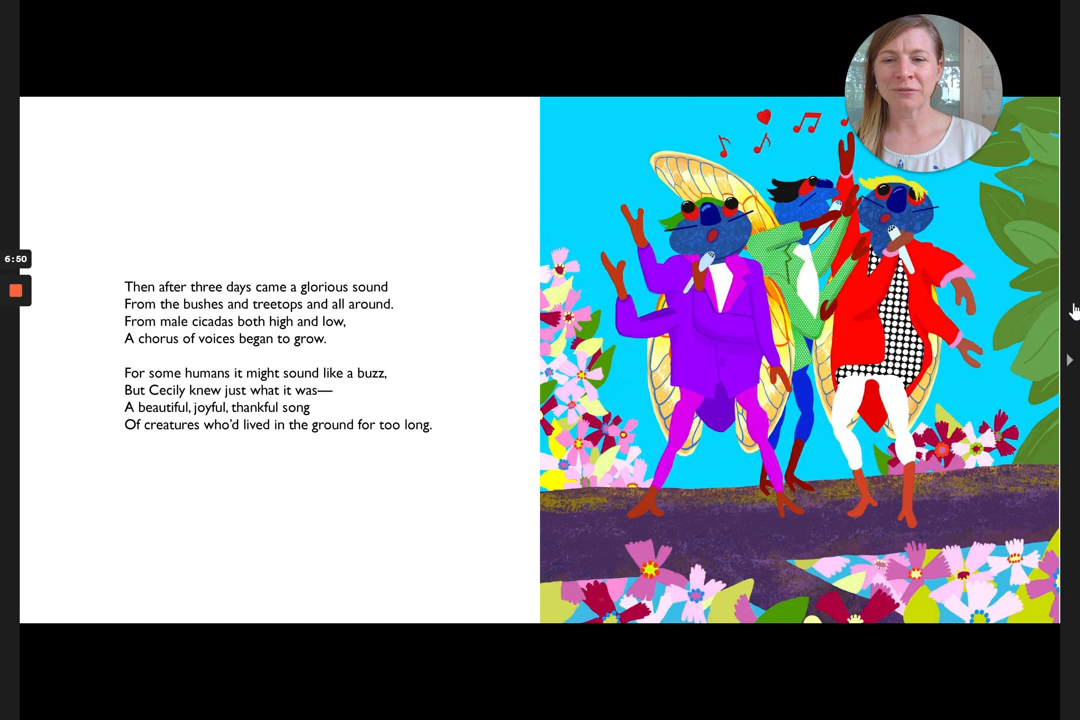 6:50
Then after three days came a glorious sound
From the bushes and treetops and all around.
From male cicadas both high and low,
A chorus of voices began to grow.
For some humans it might sound like a buzz,
But Cecily knew just what it was—
A beautiful, joyful, thankful song
Of creatures who’d lived in the ground for too long.